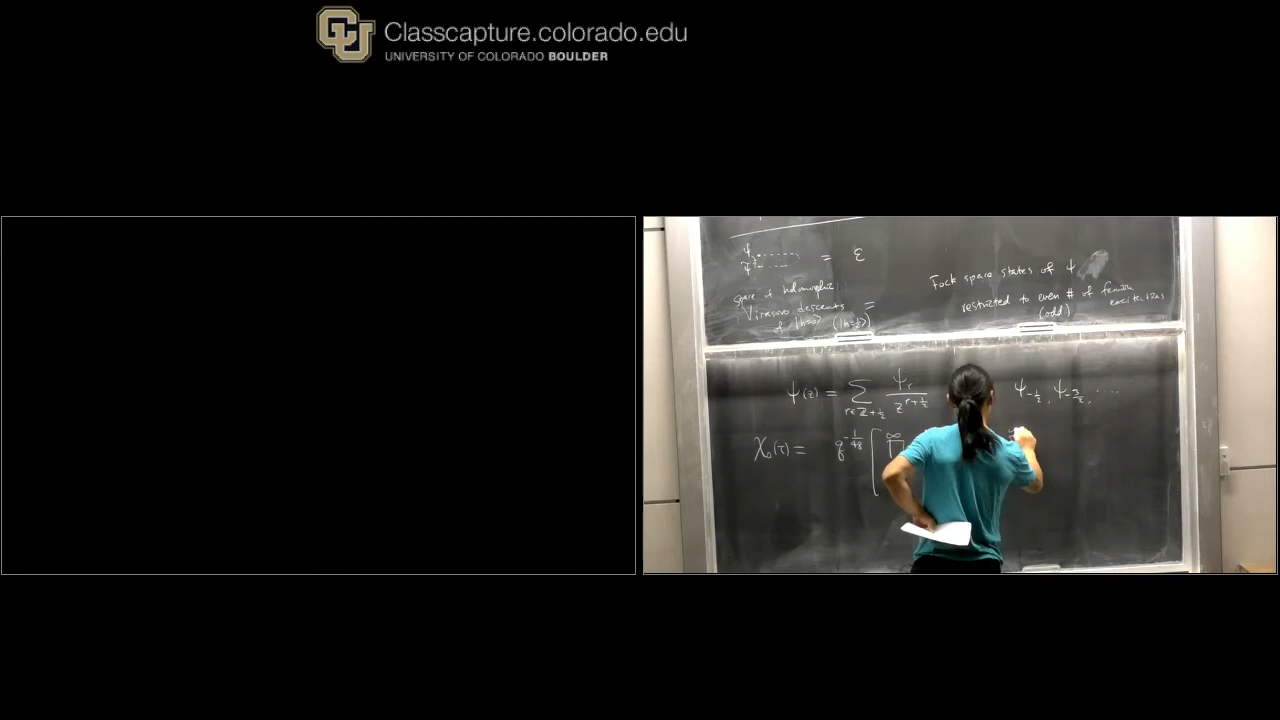 Classcapture.colorado.edu
UNIVERSITY OF COLORADO BOULDER
ψ
ψ̄
= ε
space of holomorphic
Virasoro descents =
of |h=0⟩ (|h=½⟩)
Fock space states of ψ
restricted to even # of fermion
(odd) excitations
ψ(z) = ∑_{r∈ℤ+½} ψ_r / z^{r+½}
ψ_{-½}, ψ_{-3/2}, ....
χ₀(τ) = q^{-1/48} [ ∏^∞